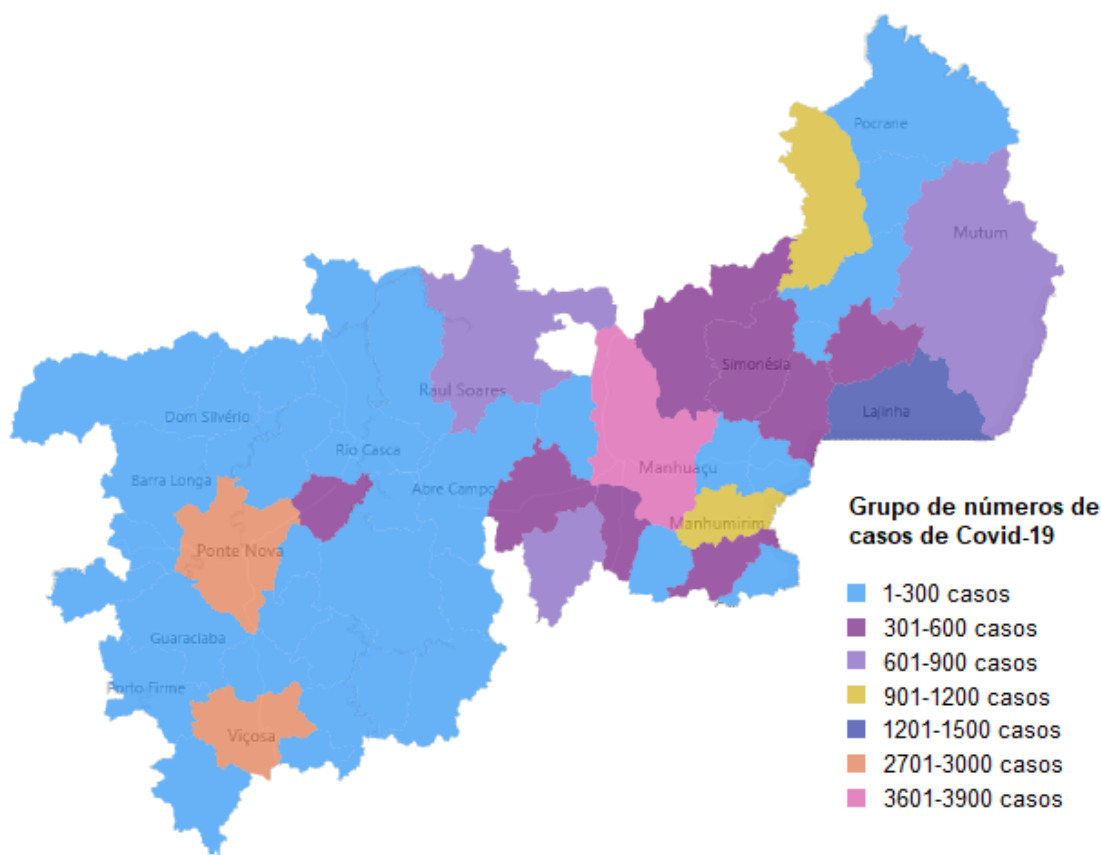 Pocrane
Mutum
Simonésia
Raul Soares
Lajinha
Dom Silvério
Rio Casca
Manhuaçu
Barra Longa
Abre Campo
Manhumirim
Ponte Nova
Guaraciaba
Porto Firme
Viçosa
Grupo de números de
casos de Covid-19
1-300 casos
301-600 casos
601-900 casos
901-1200 casos
1201-1500 casos
2701-3000 casos
3601-3900 casos